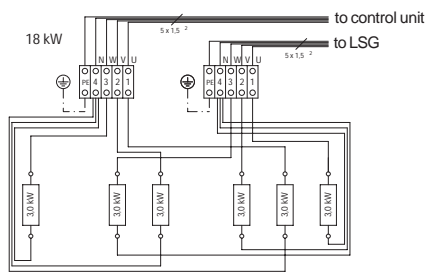 to control unit
18 kW
5 x 1,5 2
to LSG
5 x 1,5 2
N W V U
PE 4 3 2 1
N W V U
PE 4 3 2 1
3,0 kW
3,0 kW
3,0 kW
3,0 kW
3,0 kW
3,0 kW